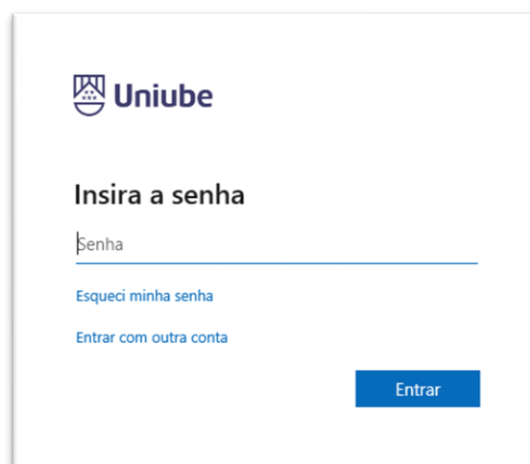 Uniube
Insira a senha
Senha
Esqueci minha senha
Entrar com outra conta
Entrar